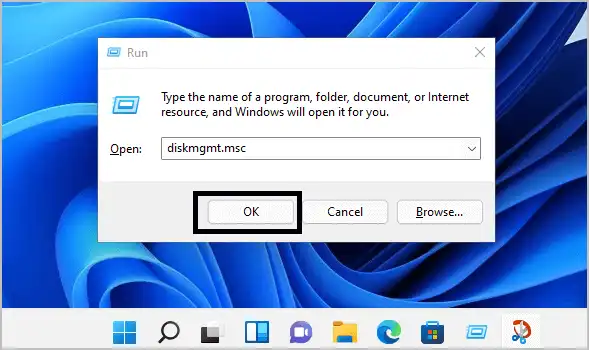 Run
Type the name of a program, folder, document, or Internet
resource, and Windows will open it for you.
Open: diskmgmt.msc
OK Cancel Browse...